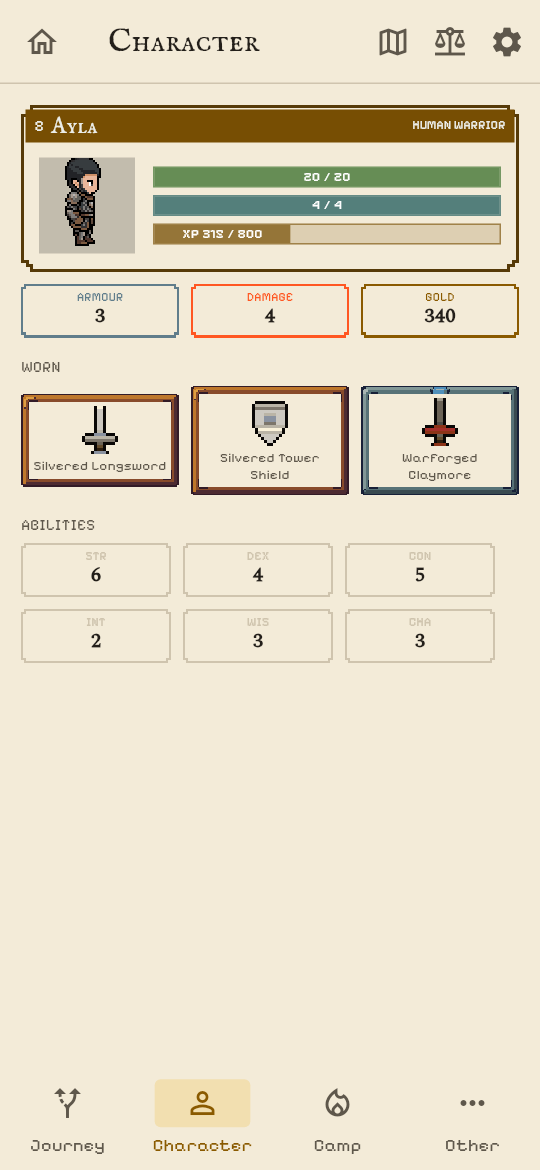 Character
8 Ayla HUMAN WARRIOR
20 / 20
4 / 4
XP 315 / 800
ARMOUR DAMAGE GOLD
3 4 340
WORN
Silvered Longsword
Silvered Tower
Shield
Warforged
Claymore
ABILITIES
STR DEX CON
6 4 5
INT WIS CHA
2 3 3
Journey Character Camp Other